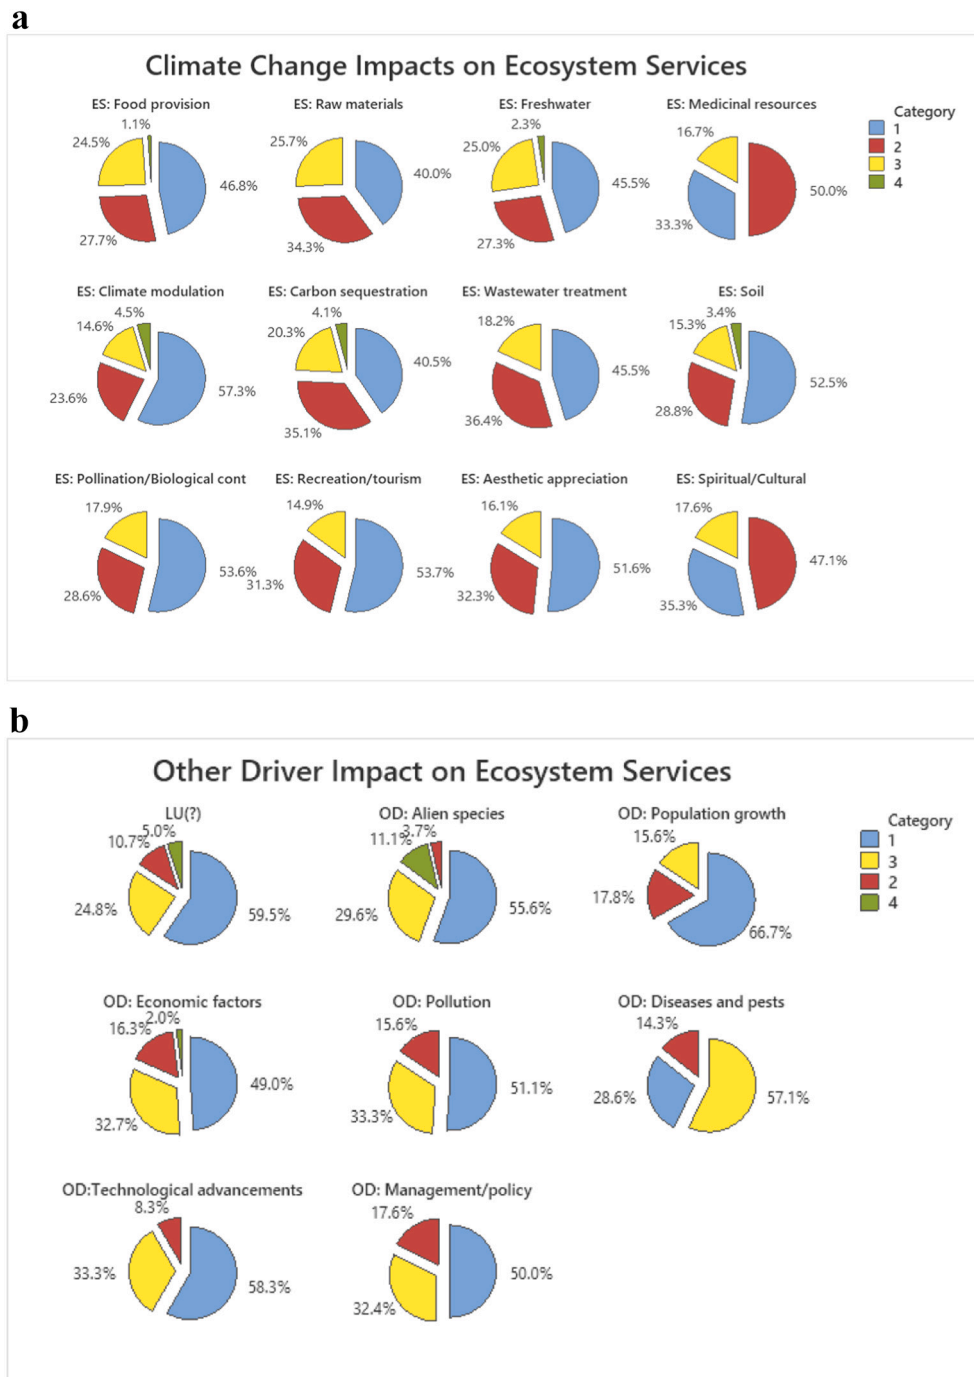 a
Climate Change Impacts on Ecosystem Services
ES: Food provision
ES: Raw materials
ES: Freshwater
ES: Medicinal resources
Category
1
2
3
4
1.1%
24.5%
46.8%
27.7%
25.7%
40.0%
34.3%
2.3%
25.0%
45.5%
27.3%
16.7%
50.0%
33.3%
ES: Climate modulation
ES: Carbon sequestration
ES: Wastewater treatment
ES: Soil
4.5%
14.6%
57.3%
23.6%
4.1%
20.3%
40.5%
35.1%
18.2%
45.5%
36.4%
3.4%
15.3%
52.5%
28.8%
ES: Pollination/Biological cont
ES: Recreation/tourism
ES: Aesthetic appreciation
ES: Spiritual/Cultural
17.9%
53.6%
28.6%
14.9%
53.7%
31.3%
16.1%
51.6%
32.3%
17.6%
47.1%
35.3%
b
Other Driver Impact on Ecosystem Services
LU(?)
OD: Alien species
OD: Population growth
Category
1
3
2
4
5.0%
10.7%
24.8%
59.5%
3.7%
11.1%
29.6%
55.6%
15.6%
17.8%
66.7%
OD: Economic factors
OD: Pollution
OD: Diseases and pests
2.0%
16.3%
49.0%
32.7%
15.6%
51.1%
33.3%
14.3%
28.6%
57.1%
OD:Technological advancements
OD: Management/policy
8.3%
33.3%
58.3%
17.6%
50.0%
32.4%